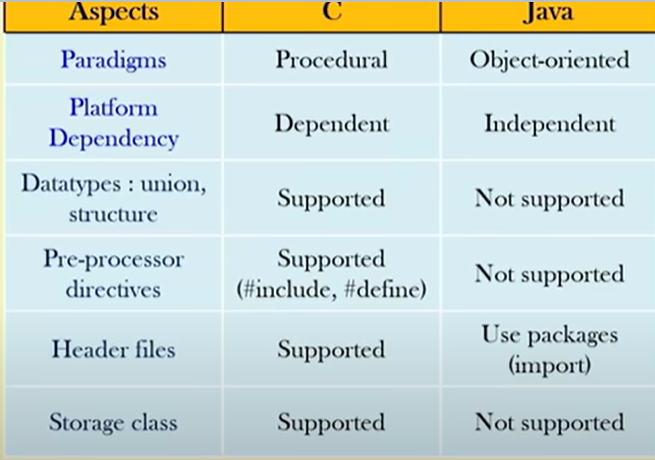 Aspects C Java
Paradigms Procedural Object-oriented
Platform
Dependency Dependent Independent
Datatypes : union,
structure Supported Not supported
Pre-processor
directives Supported
(#include, #define) Not supported
Header files Supported Use packages
(import)
Storage class Supported Not supported